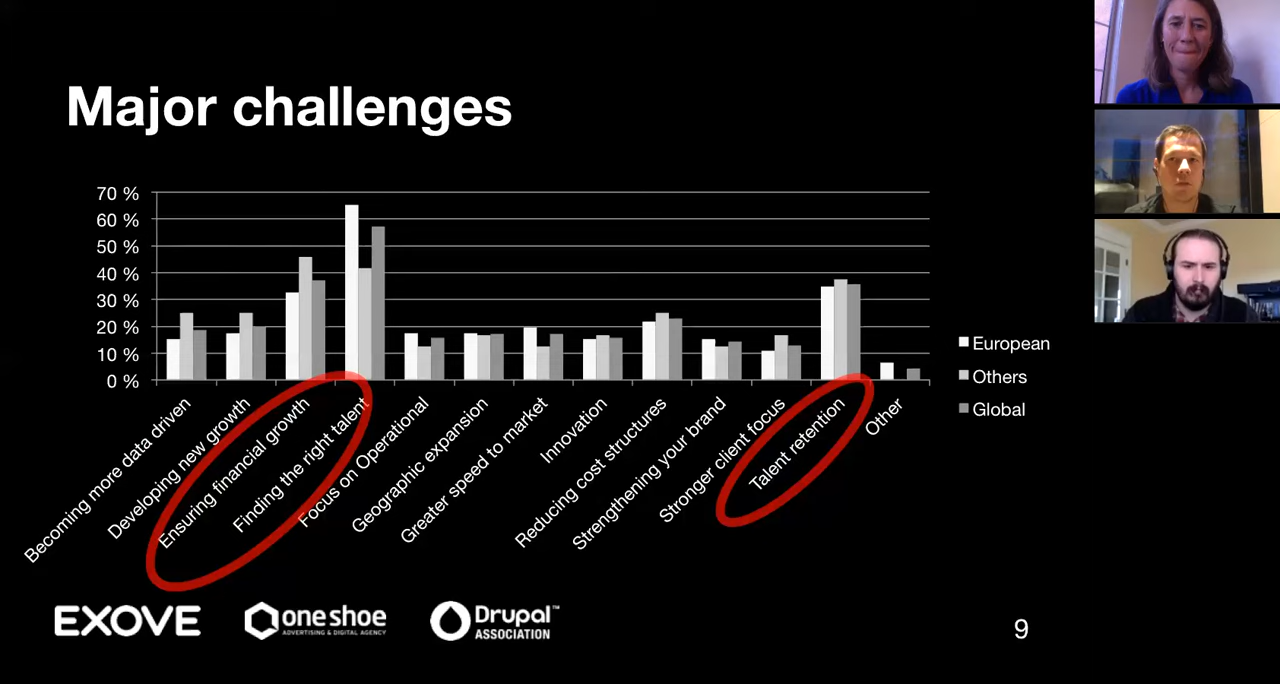 Major challenges
70 %
60 %
50 %
40 %
30 %
20 %
10 %
0 %
Becoming more data driven
Developing new growth
Ensuring financial growth
Finding the right talent
Focus on Operational
Geographic expansion
Greater speed to market
Innovation
Reducing cost structures
Strengthening your brand
Stronger client focus
Talent retention
Other
European
Others
Global
EXOVE
one shoe
ADVERTISING & DIGITAL AGENCY
Drupal™
ASSOCIATION
9